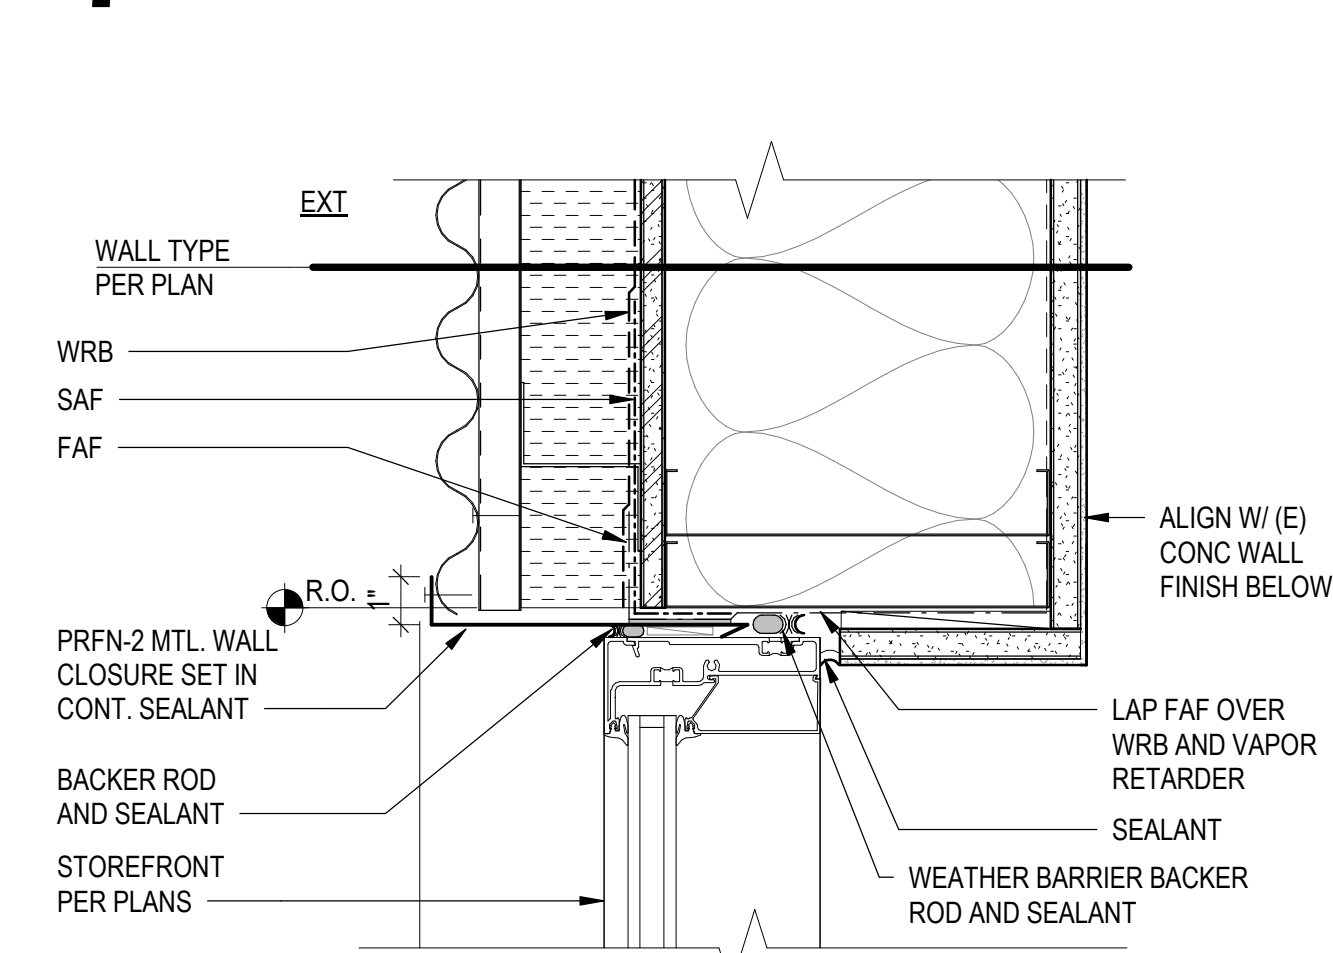 EXT
WALL TYPE
PER PLAN
WRB
SAF
FAF
R.O.
1"
PRFN-2 MTL. WALL
CLOSURE SET IN
CONT. SEALANT
BACKER ROD
AND SEALANT
STOREFRONT
PER PLANS
ALIGN W/ (E)
CONC WALL
FINISH BELOW
LAP FAF OVER
WRB AND VAPOR
RETARDER
SEALANT
WEATHER BARRIER BACKER
ROD AND SEALANT